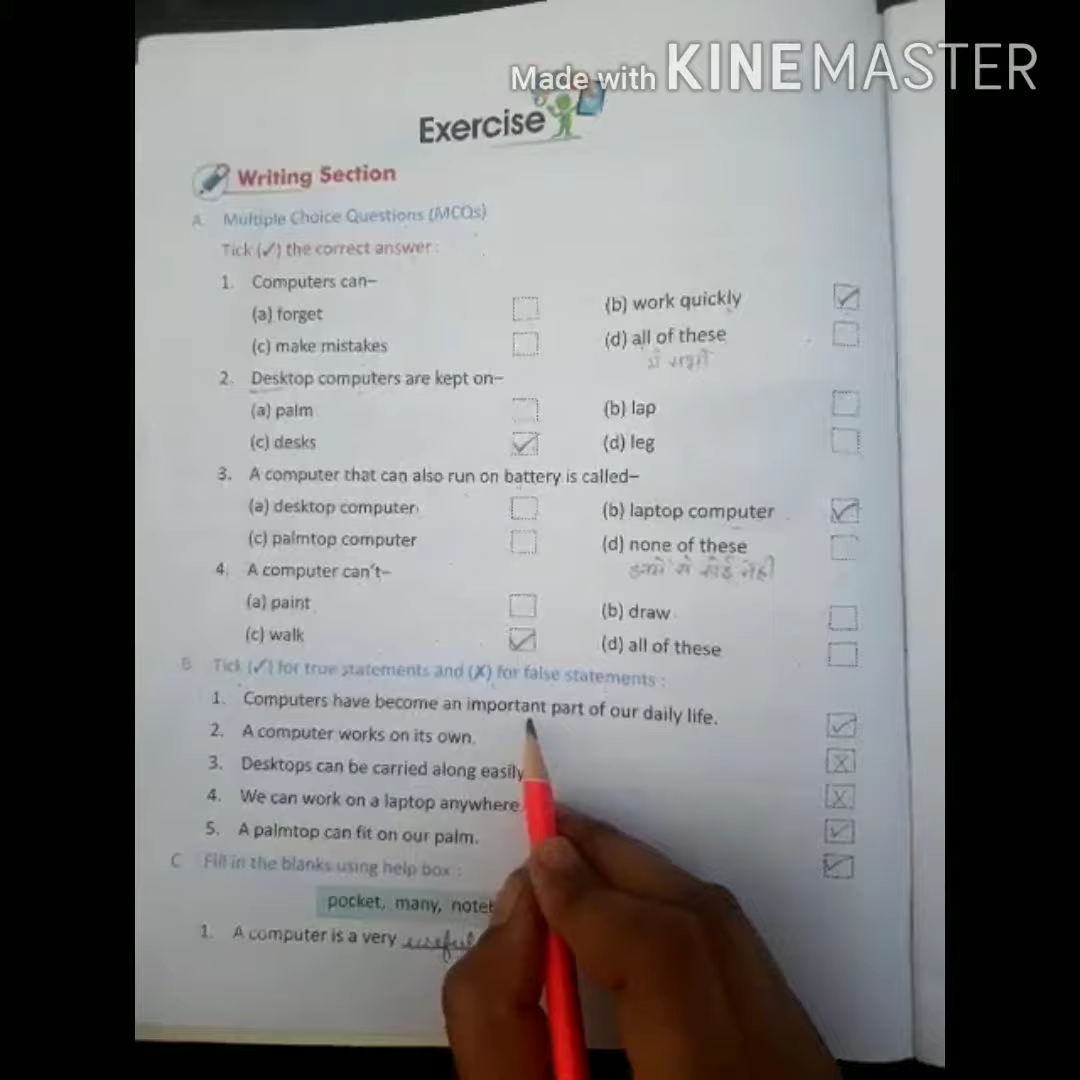 Made with KINEMASTER
Exercise
Writing Section
A. Multiple Choice Questions (MCQs)
Tick (✓) the correct answer :
1. Computers can–
(a) forget (b) work quickly ✓
(c) make mistakes (d) all of these
2. Desktop computers are kept on–
(a) palm (b) lap
(c) desks ✓ (d) leg
3. A computer that can also run on battery is called–
(a) desktop computer (b) laptop computer ✓
(c) palmtop computer (d) none of these
4. A computer can't–
(a) paint (b) draw
(c) walk ✓ (d) all of these
B Tick (✓) for true statements and (X) for false statements :
1. Computers have become an important part of our daily life. ✓
2. A computer works on its own. X
3. Desktops can be carried along easily X
4. We can work on a laptop anywhere. ✓
5. A palmtop can fit on our palm. ✓
C Fill in the blanks using help box :
pocket, many,
1. A computer is a very useful